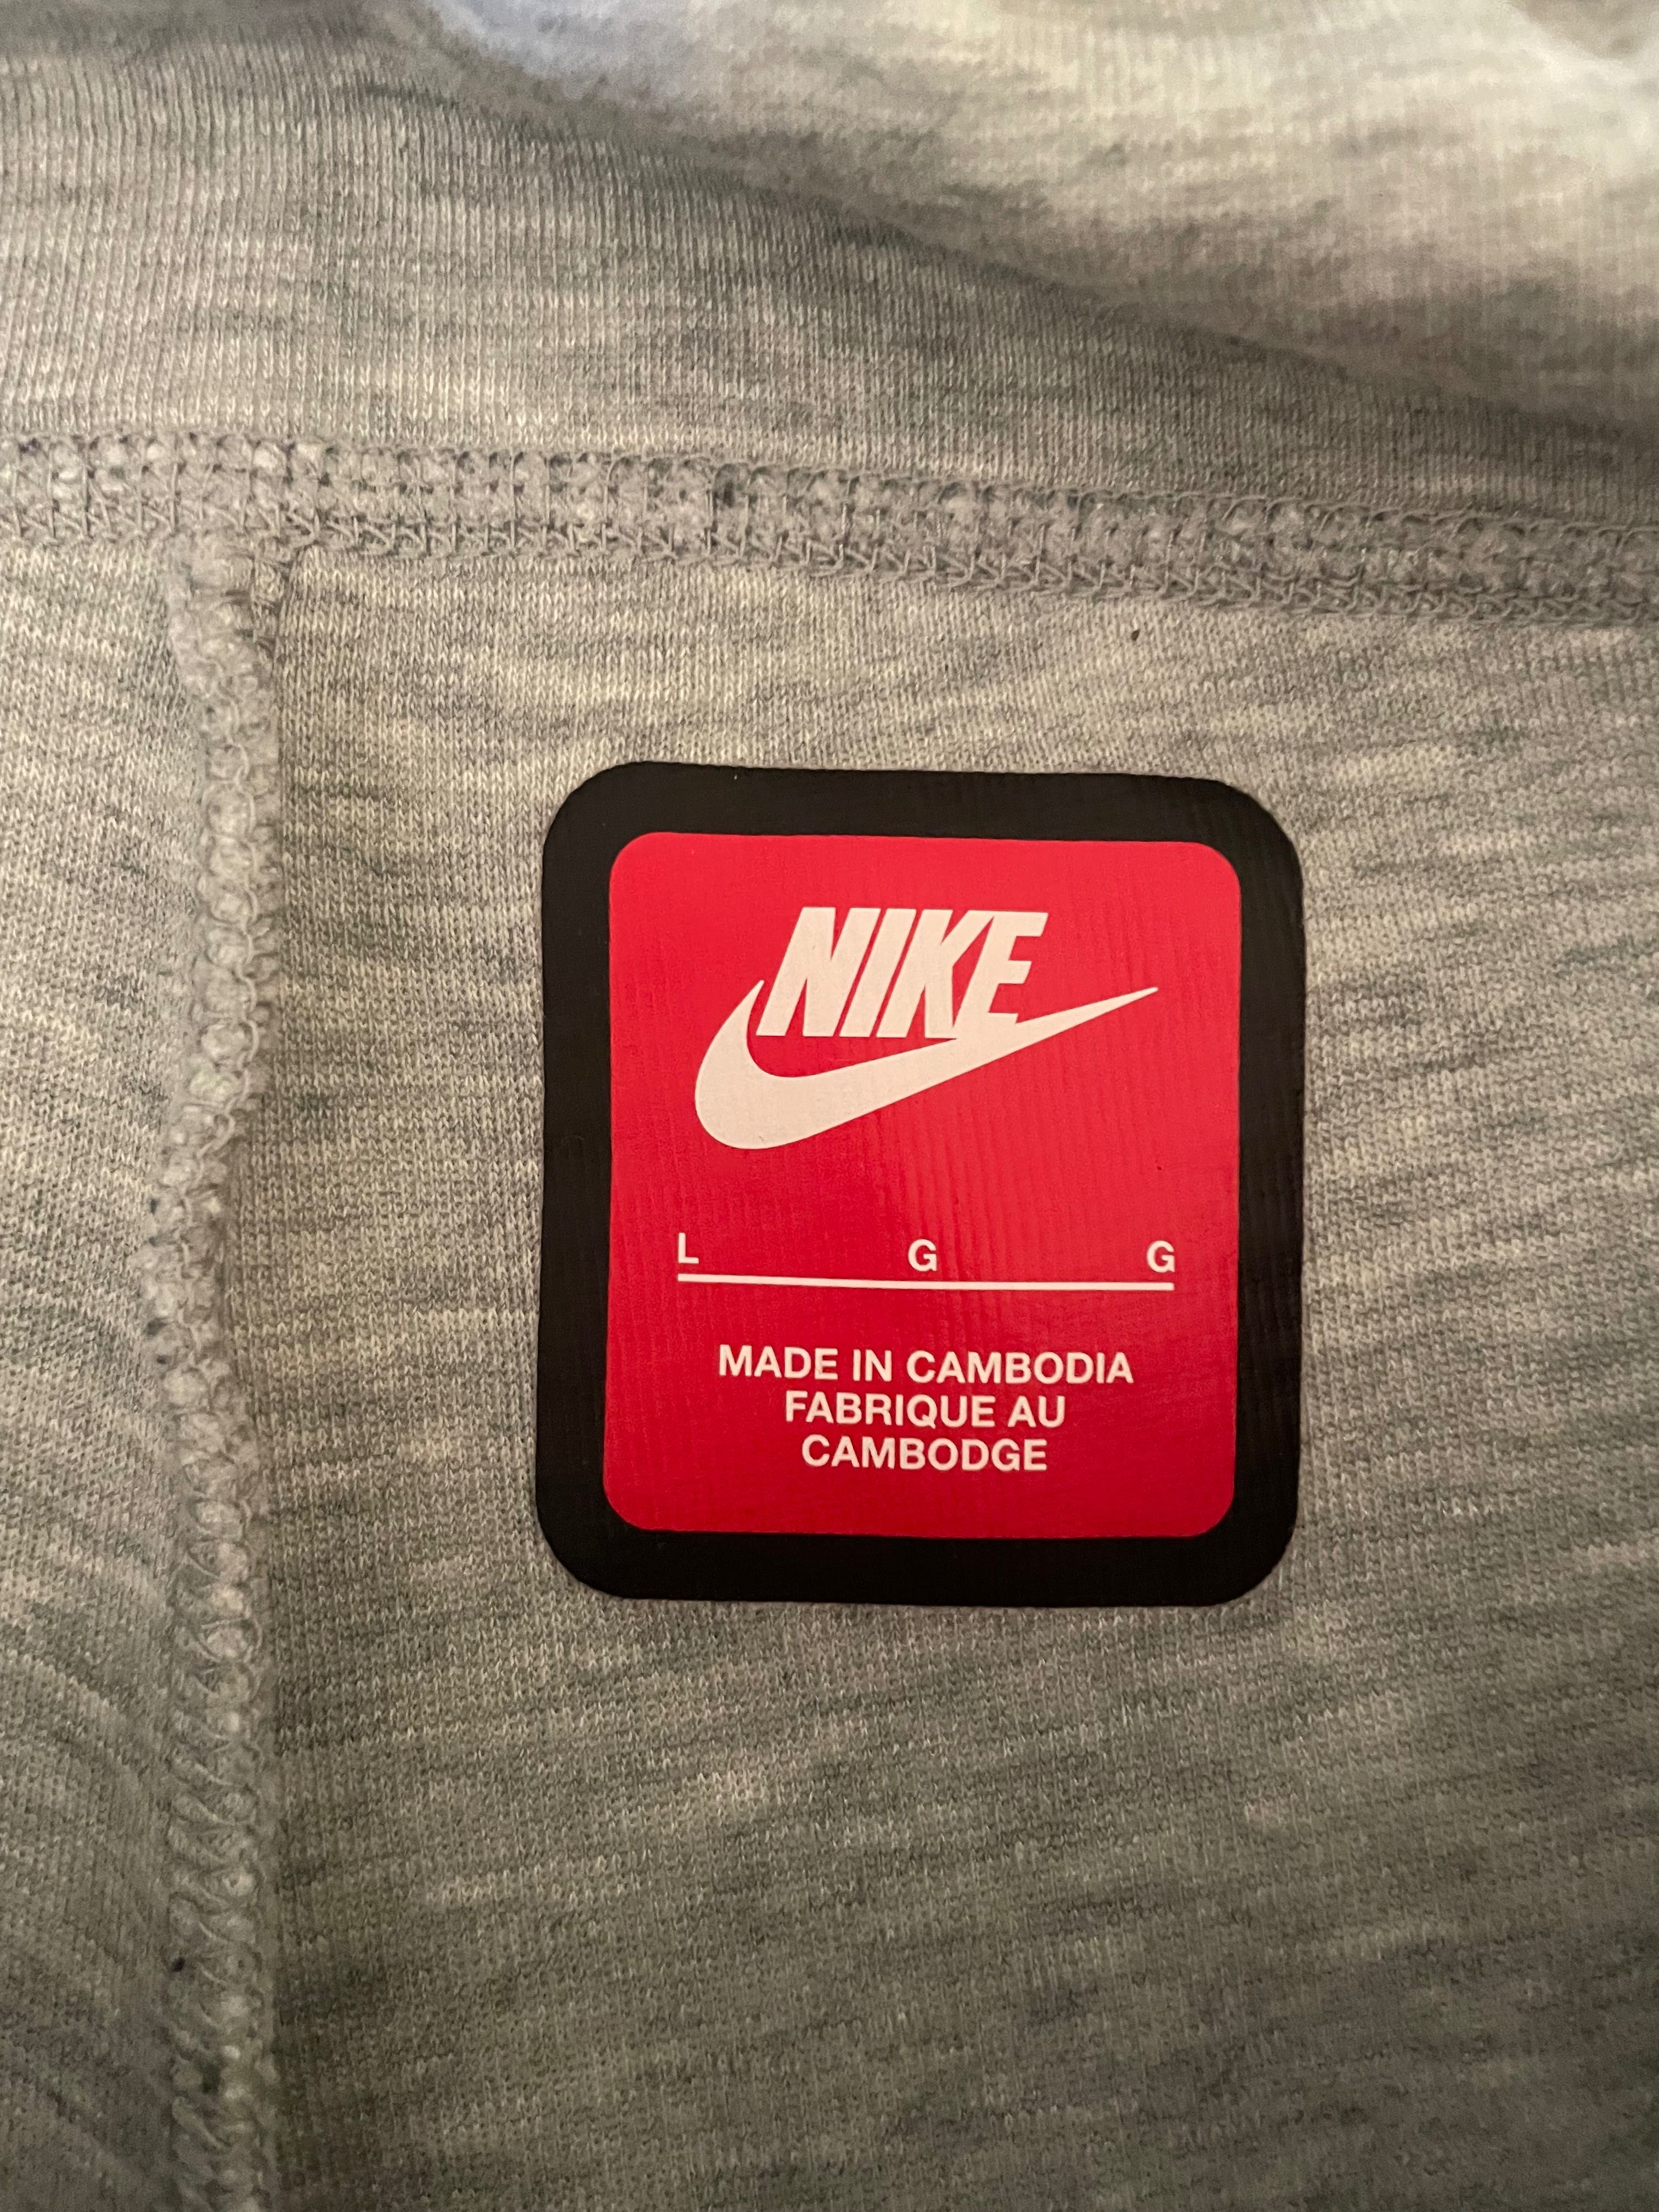 NIKE
L G G
MADE IN CAMBODIA
FABRIQUE AU
CAMBODGE